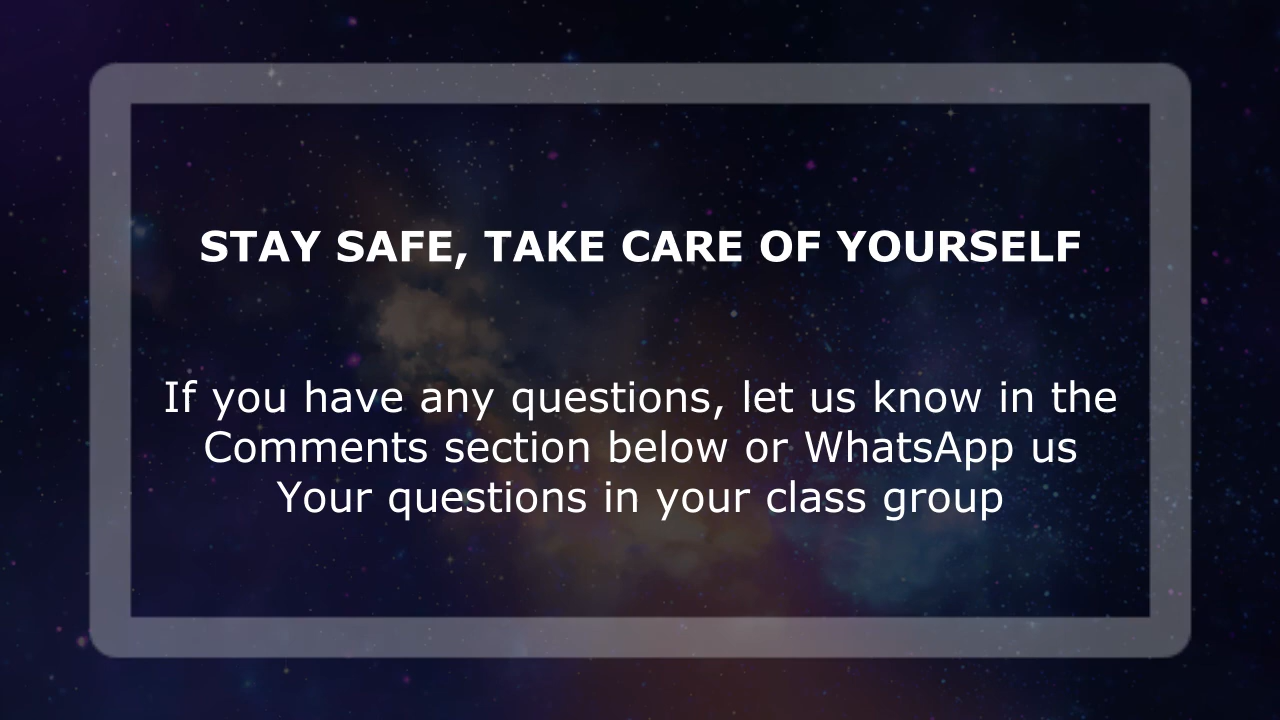 STAY SAFE, TAKE CARE OF YOURSELF
If you have any questions, let us know in the
Comments section below or WhatsApp us
Your questions in your class group